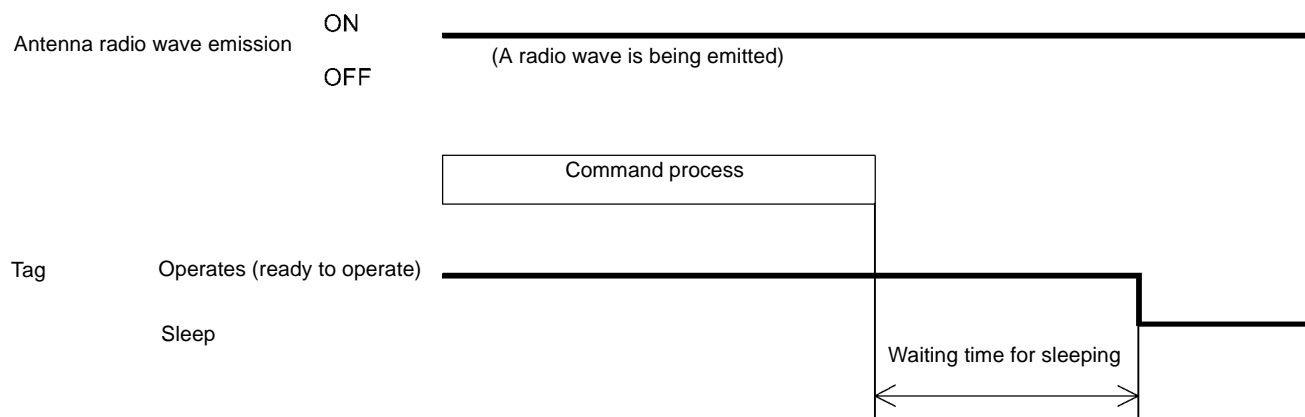 ON
Antenna radio wave emission
(A radio wave is being emitted)
OFF
Command process
Tag Operates (ready to operate)
Sleep
Waiting time for sleeping